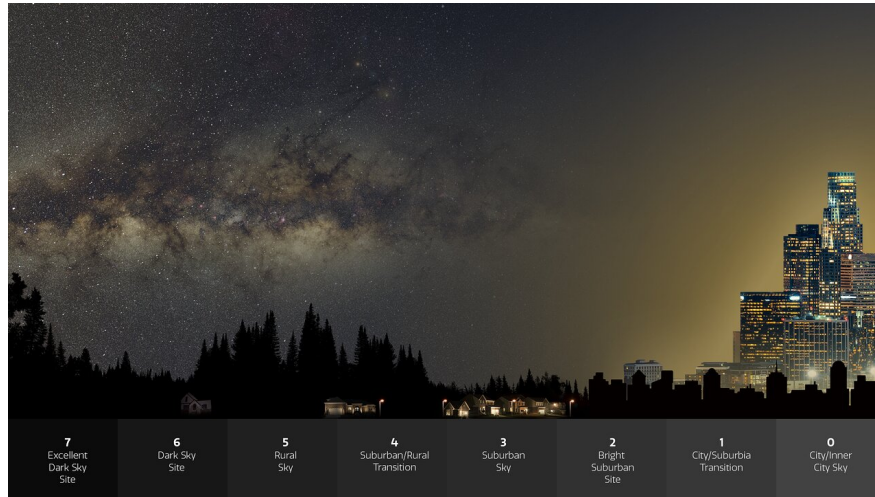 7
Excellent
Dark Sky
Site
6
Dark Sky
Site
5
Rural
Sky
4
Suburban/Rural
Transition
3
Suburban
Sky
2
Bright
Suburban
Site
1
City/Suburbia
Transition
0
City/Inner
City Sky